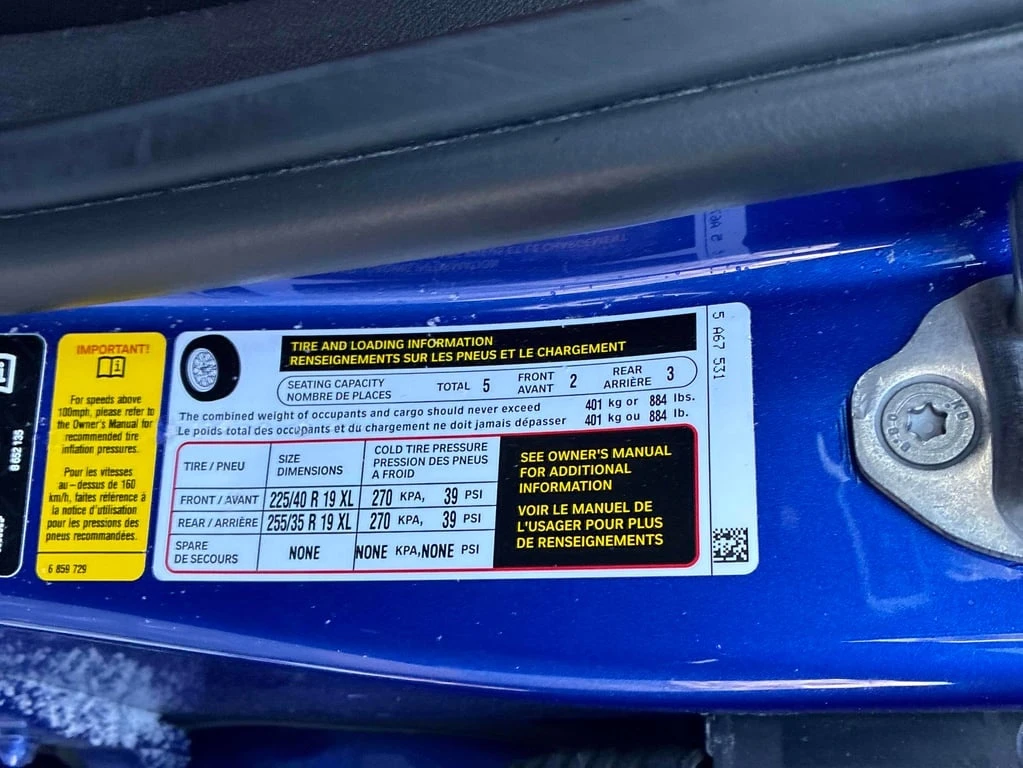 8 652 135
IMPORTANT!
For speeds above
100mph, please refer to
the Owner's Manual for
recommended tire
inflation pressures.
Pour les vitesses
au-dessus de 160
km/h, faites référence à
la notice d'utilisation
pour les pressions des
pneus recommandées.
6 859 729
TIRE AND LOADING INFORMATION
RENSEIGNEMENTS SUR LES PNEUS ET LE CHARGEMENT
SEATING CAPACITY
NOMBRE DE PLACES
TOTAL 5
FRONT
AVANT 2
REAR
ARRIÈRE 3
The combined weight of occupants and cargo should never exceed 401 kg or 884 lbs.
Le poids total des occupants et du chargement ne doit jamais dépasser 401 kg ou 884 lb.
TIRE / PNEU
SIZE
DIMENSIONS
COLD TIRE PRESSURE
PRESSION DES PNEUS
A FROID
FRONT / AVANT 225/40 R 19 XL 270 KPA, 39 PSI
REAR / ARRIÈRE 255/35 R 19 XL 270 KPA, 39 PSI
SPARE
DE SECOURS
NONE NONE KPA, NONE PSI
SEE OWNER'S MANUAL
FOR ADDITIONAL
INFORMATION
VOIR LE MANUEL DE
L'USAGER POUR PLUS
DE RENSEIGNEMENTS
5 A67 531